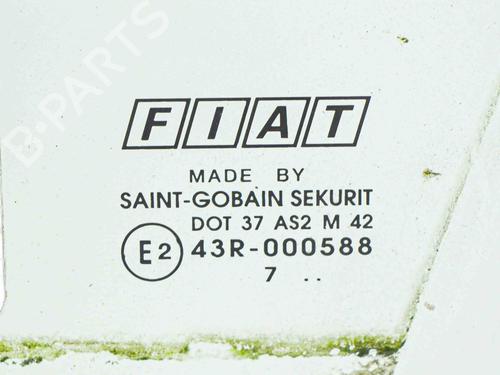 B-PARTS
FIAT
MADE BY
SAINT-GOBAIN SEKURIT
DOT 37 AS2 M 42
E2 43R-000588
7 ..